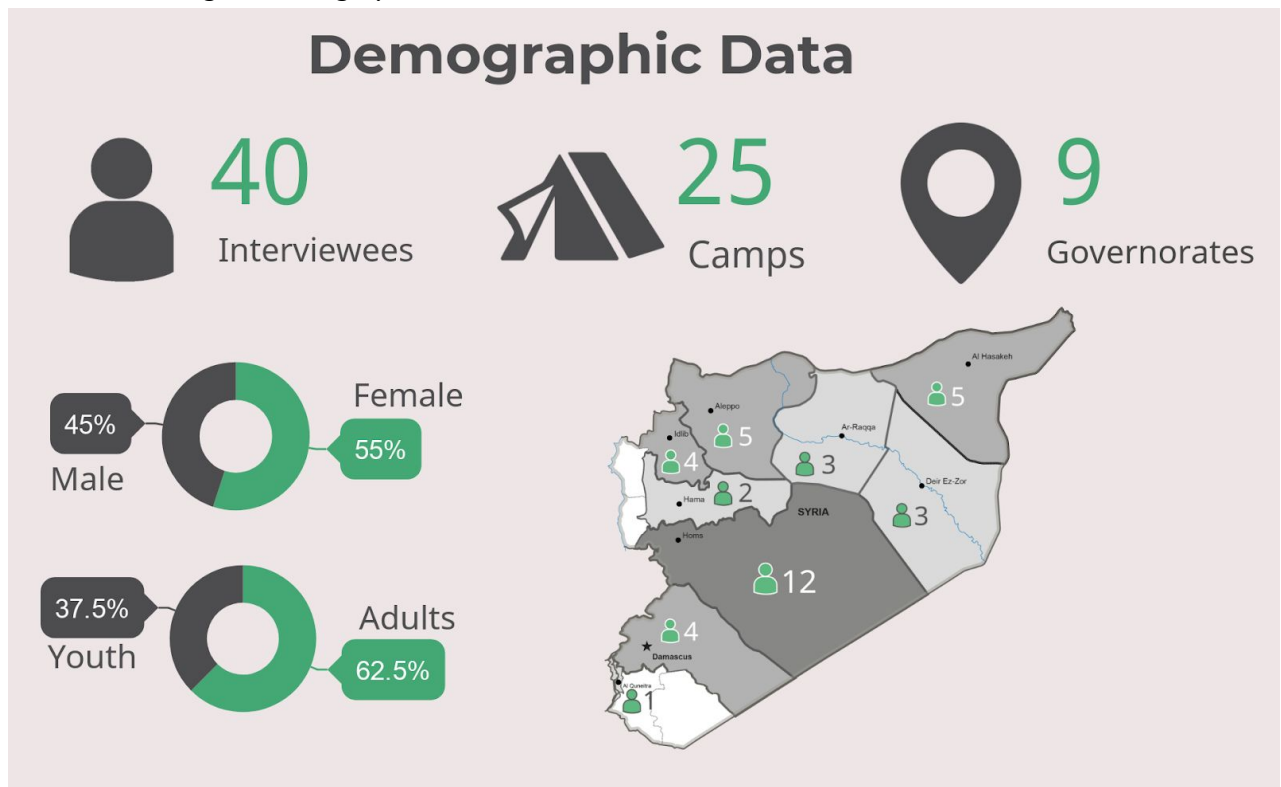 Demographic Data
40
Interviewees
25
Camps
9
Governorates
45%
Male
Female
55%
37.5%
Youth
Adults
62.5%
Al Hasakeh
5
Aleppo
5
Idlib
4
Ar-Raqqa
3
Hama
2
Deir Ez-Zor
3
SYRIA
Homs
12
4
Damascus
Al Quneitra
1